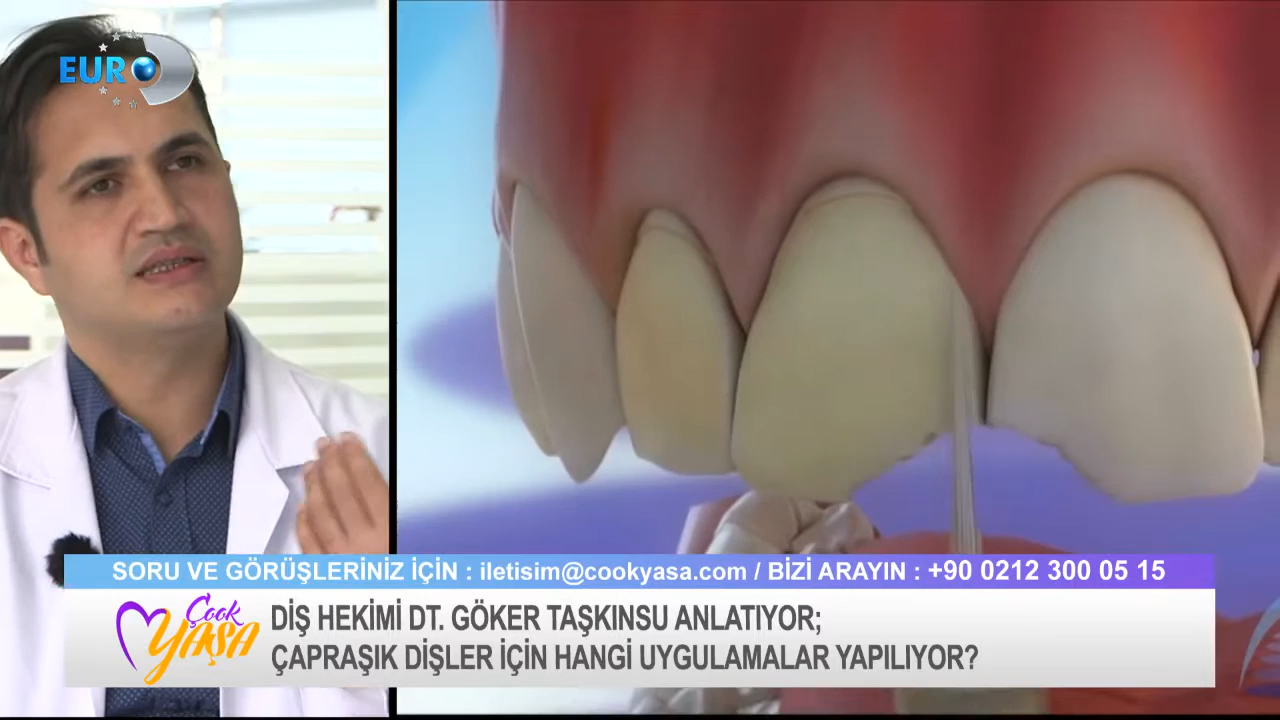 EURO D
SORU VE GÖRÜŞLERİNİZ İÇİN : iletisim@cookyasa.com / BİZİ ARAYIN : +90 0212 300 05 15
Çook
YAŞA
DİŞ HEKİMİ DT. GÖKER TAŞKINSU ANLATIYOR;
ÇAPRAŞIK DİŞLER İÇİN HANGİ UYGULAMALAR YAPILIYOR?